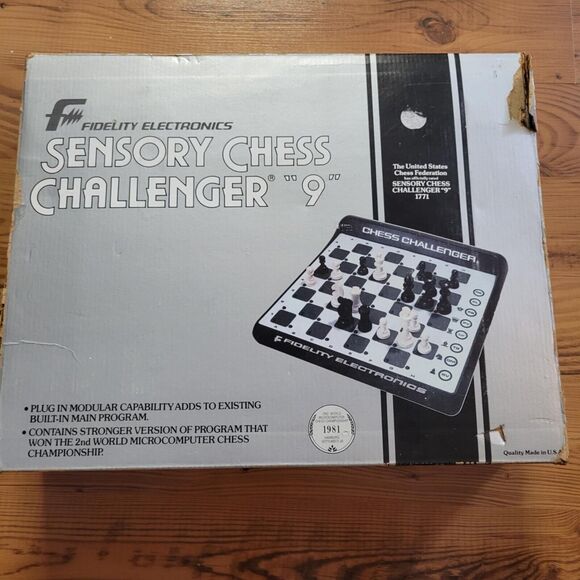 FIDELITY ELECTRONICS
SENSORY CHESS
CHALLENGER® "9"
The United States
Chess Federation
has officially rated
SENSORY CHESS
CHALLENGER "9"
1771
CHESS CHALLENGER
FIDELITY ELECTRONICS
• PLUG IN MODULAR CAPABILITY ADDS TO EXISTING
BUILT-IN MAIN PROGRAM.
• CONTAINS STRONGER VERSION OF PROGRAM THAT
WON THE 2nd WORLD MICROCOMPUTER CHESS
CHAMPIONSHIP.
1981
Quality Made in U.S.A